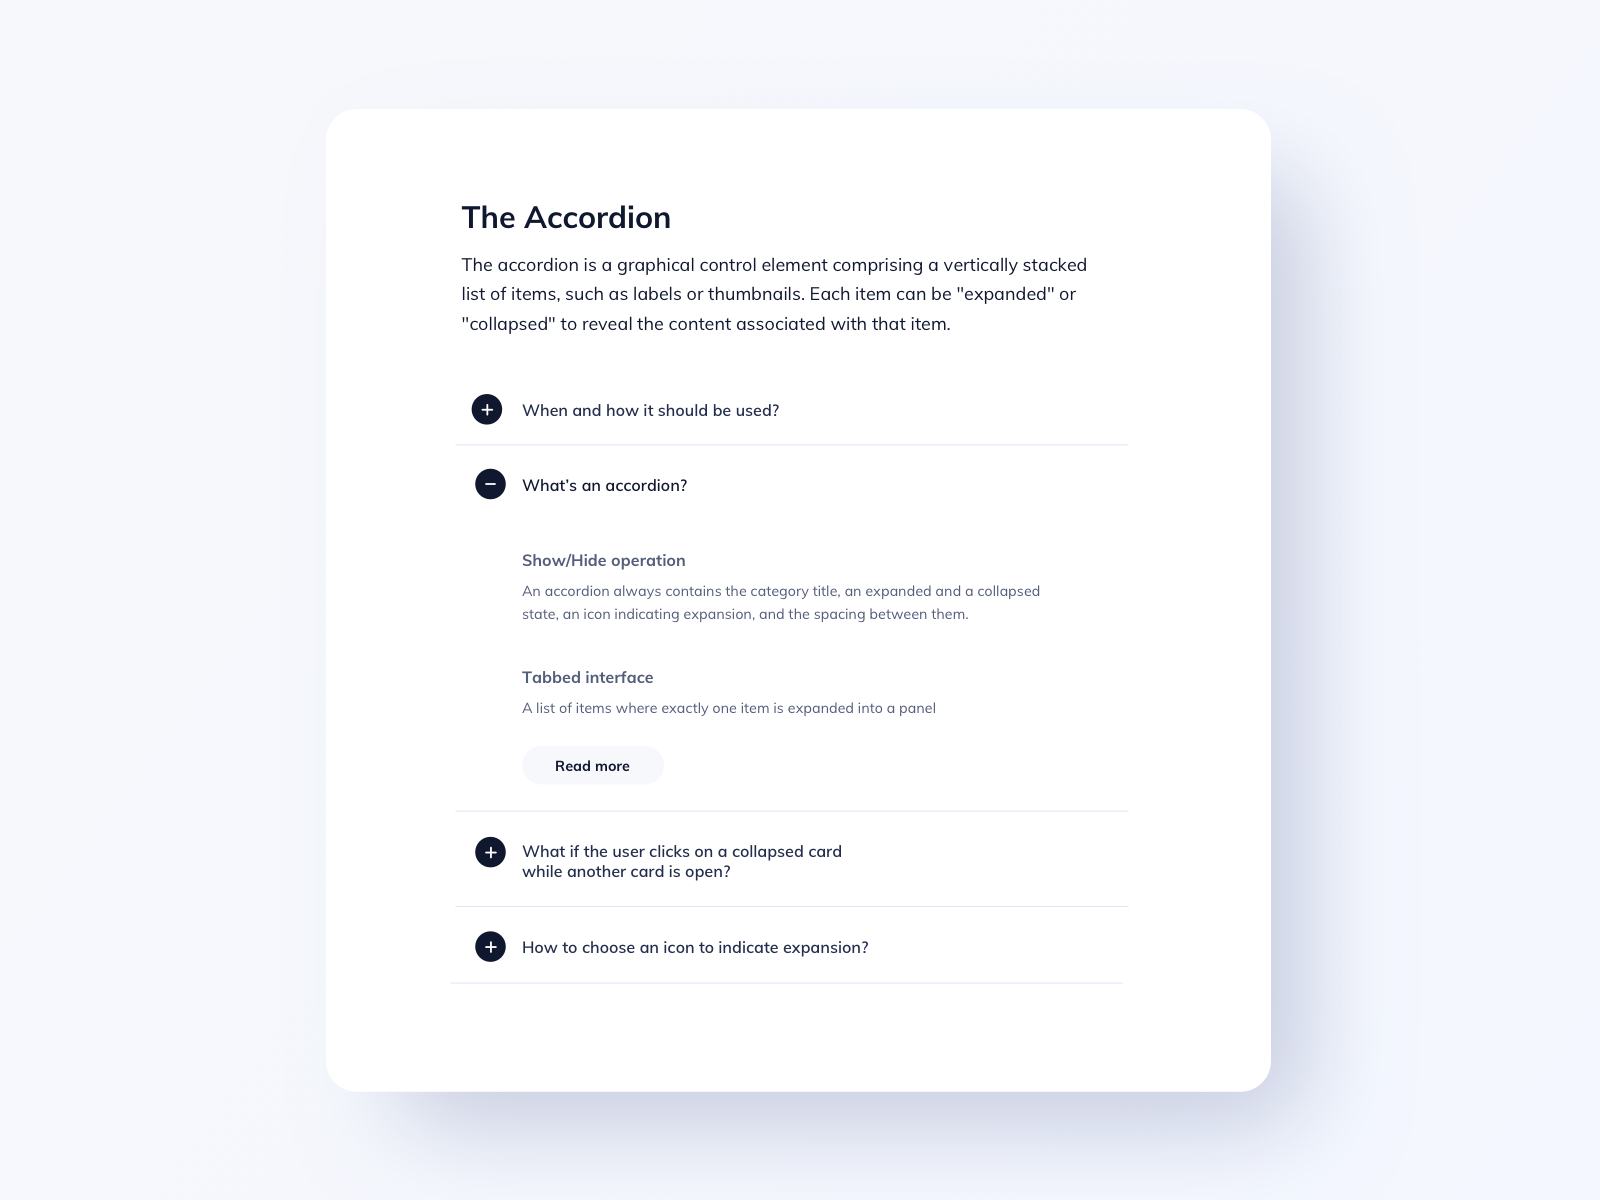 The Accordion
The accordion is a graphical control element comprising a vertically stacked
list of items, such as labels or thumbnails. Each item can be "expanded" or
"collapsed" to reveal the content associated with that item.
When and how it should be used?
What's an accordion?
Show/Hide operation
An accordion always contains the category title, an expanded and a collapsed
state, an icon indicating expansion, and the spacing between them.
Tabbed interface
A list of items where exactly one item is expanded into a panel
Read more
What if the user clicks on a collapsed card
while another card is open?
How to choose an icon to indicate expansion?